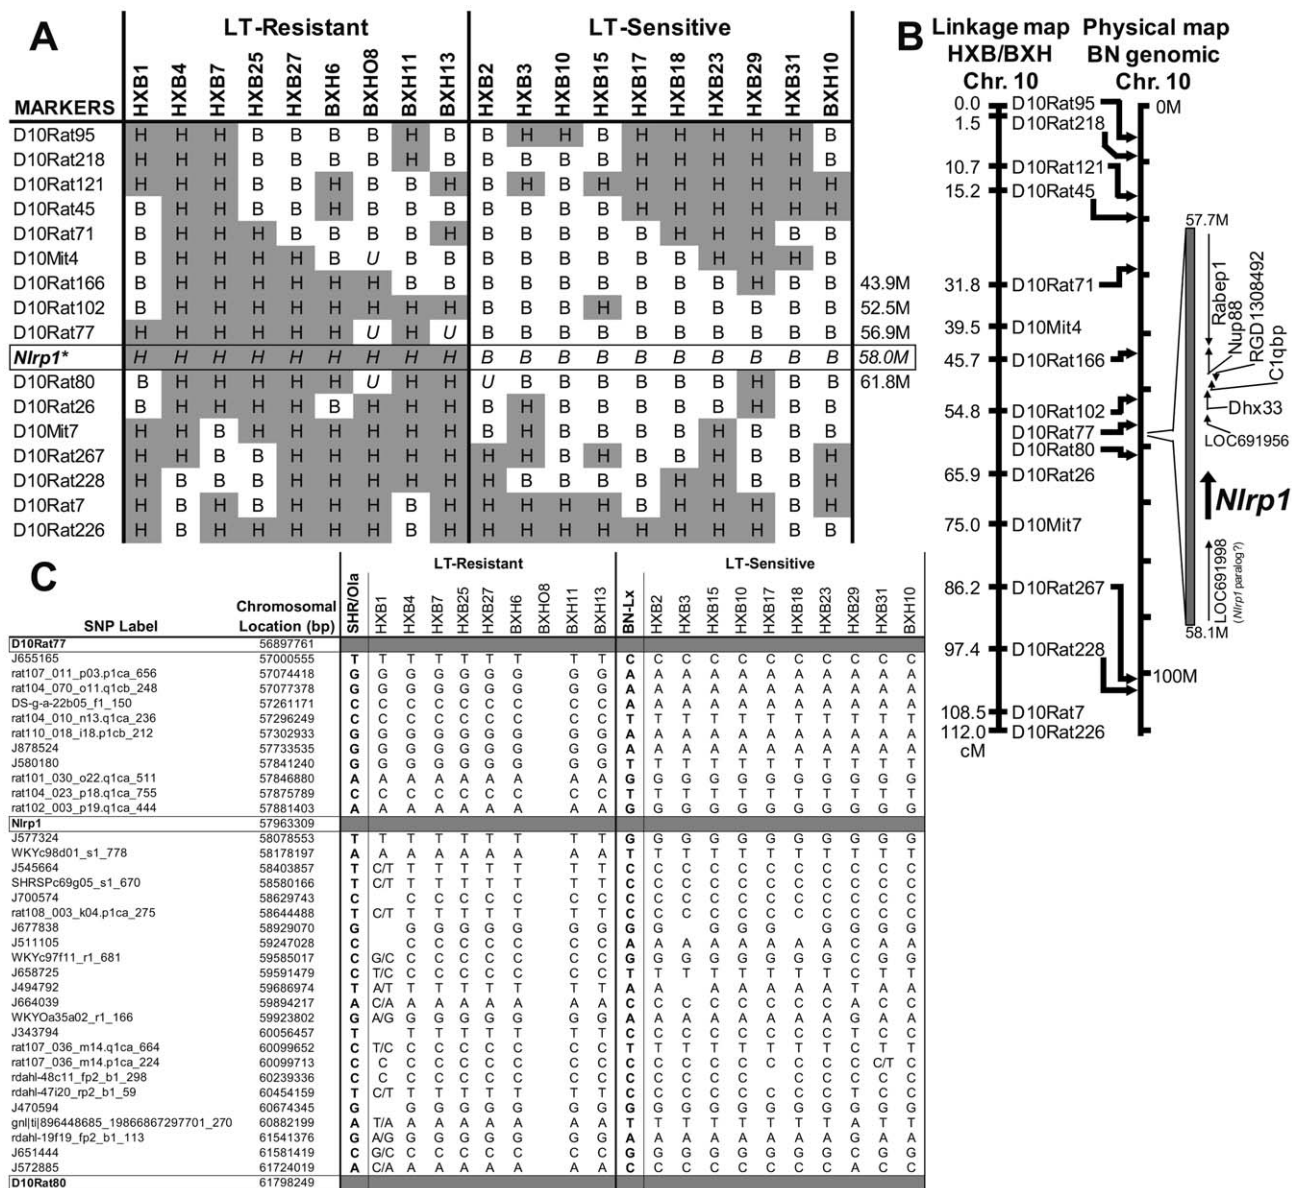 A
LT-Resistant LT-Sensitive
MARKERS HXB1 HXB4 HXB7 HXB25 HXB27 BXH6 BXHO8 BXH11 BXH13 HXB2 HXB3 HXB10 HXB15 HXB17 HXB18 HXB23 HXB29 HXB31 BXH10
D10Rat95 H H H B B B B H B B H H B H H H H H B
D10Rat218 H H H B B B B H B B B B B H H H H H B
D10Rat121 H H H B B H B B H B H B H H H H H H H
D10Rat45 B H H B B H B B B B B B B H H H H H H
D10Rat71 B H H H B B B B H B B B B B H H H B B
D10Mit4 B H H H H B U B B B B B B B B H H H B
D10Rat166 B H H H H H H B B B B B B B B B H B B 43.9M
D10Rat102 B H H H H H H H H B B B H B B B B B B 52.5M
D10Rat77 H H H H H H U H U B B B B B B B B B B 56.9M
Nlrp1* H H H H H H H H H B B B B B B B B B B 58.0M
D10Rat80 B H H H H H U H H U B B B B B B H B B 61.8M
D10Rat26 B H H H H B H H H B H B B B B B H B B
D10Mit7 H H B H H H H H H B H B B B B H B B B
D10Rat267 H H B B H H H H H H H B H B B H B B H
D10Rat228 H B B B H H H H H H B B B B H H B B H
D10Rat7 H B H B H H H B H H H H H B H H H B H
D10Rat226 H B H H H H H B H H H H H H H H H B B
B
Linkage map Physical map
HXB/BXH BN genomic
Chr. 10 Chr. 10
0.0 D10Rat95 0M
1.5 D10Rat218
10.7 D10Rat121
15.2 D10Rat45
57.7M
31.8 D10Rat71
39.5 D10Mit4
45.7 D10Rat166
54.8 D10Rat102
D10Rat77
D10Rat80
65.9 D10Rat26
75.0 D10Mit7
86.2 D10Rat267
97.4 D10Rat228
100M
108.5 D10Rat7
112.0 D10Rat226
cM
Rabep1
Nup88
RGD1308492
C1qbp
Dhx33
LOC691956
Nlrp1
LOC691998
(Nlrp1 paralog?)
58.1M
C
LT-Resistant LT-Sensitive
SNP Label Chromosomal Location (bp) SHR/Ola HXB1 HXB4 HXB7 HXB25 HXB27 BXH6 BXHO8 BXH11 BXH13 BN-Lx HXB2 HXB3 HXB15 HXB10 HXB17 HXB18 HXB23 HXB29 HXB31 BXH10
D10Rat77 56897761
J655165 57000555 T T T T T T T T T C C C C C C C C C C C
rat107_011_p03.p1ca_656 57074418 G G G G G G G G G A A A A A A A A A A A
rat104_070_o11.q1cb_248 57077378 G G G G G G G G G A A A A A A A A A A A
DS-g-a-22b05_f1_150 57261171 C C C C C C C C C A A A A A A A A A A A
rat104_010_n13.q1ca_236 57296249 C C C C C C C C C T T T T T T T T T T T
rat110_018_i18.p1cb_212 57302933 G G G G G G G G G A A A A A A A A A A A
J878524 57733535 G G G G G G G G G A A A A A A A A A A A
J580180 57841240 G G G G G G G G G T T T T T T T T T T T
rat101_030_o22.q1ca_511 57846880 A A A A A A A A A G G G G G G G G G G G
rat104_023_p18.q1ca_755 57875789 C C C C C C C C C T T T T T T T T T T T
rat102_003_p19.q1ca_444 57881403 A A A A A A A A A G G G G G G G G G G G
Nlrp1 57963309
J577324 58078553 T T T T T T T T T G G G G G G G G G G G
WKYc98d01_s1_778 58178197 A A A A A A A A A T T T T T T T T T T T
J545664 58403857 T C/T T T T T T T T C C C C C C C C C C C
SHRSPc69g05_s1_670 58580166 T C/T T T T T T T T C C C C C C C C C C C
J700574 58629743 C C C C C C C C C C C C C C C C C C C
rat108_003_k04.p1ca_275 58644488 T C/T T T T T T T T C C C C C C C C C C C
J677838 58929070 G G G G G G G G G G G G G G G G G
J511105 59247028 C C C C C C C C A A A A A A A A C A A
WKYc97f11_r1_681 59585017 C G/C C C C C C C C G G G G G G G G C G G
J658725 59591479 C T/C C C C C C C C T T T T T T T T C T T
J494792 59686974 T A/T T T T T T T T A A A A A A A T A A
J664039 59894217 A C/A A A A A A A A C C C C C C C C A C C
WKYOa35a02_r1_166 59923802 G A/G G G G G G G G A A A A A A A A G A A
J343794 60056457 T T T T T T T T C C C C C C C C T C C
rat107_036_m14.q1ca_664 60099652 C T/C C C C C C C C T T T T T T T T C T T
rat107_036_m14.p1ca_224 60099713 C C C C C C C C C C C C C C C C C C C/T C
rdahl-48c11_fp2_b1_298 60239336 C C C C C C C C C C C C C C C C C C C
rdahl-47i20_rp2_b1_59 60454159 T C/T T T T T T T T C C C C C C C C T C C
J470594 60674345 G G G G G G G G G G G G G G G G G G G
gnl|ti|896448685_19866867297701_270 60882199 A T/A A A A A A A A T T T T T T T T A T T
rdahl-19f19_fp2_b1_113 61541376 G A/G G G G G G G G A A A A A A A A G A A
J651444 61581419 C G/C C C C C C C C G G G G G G G G C G G
J572885 61724019 A C/A A A A A A A A C C C C C C C C A C C
D10Rat80 61798249